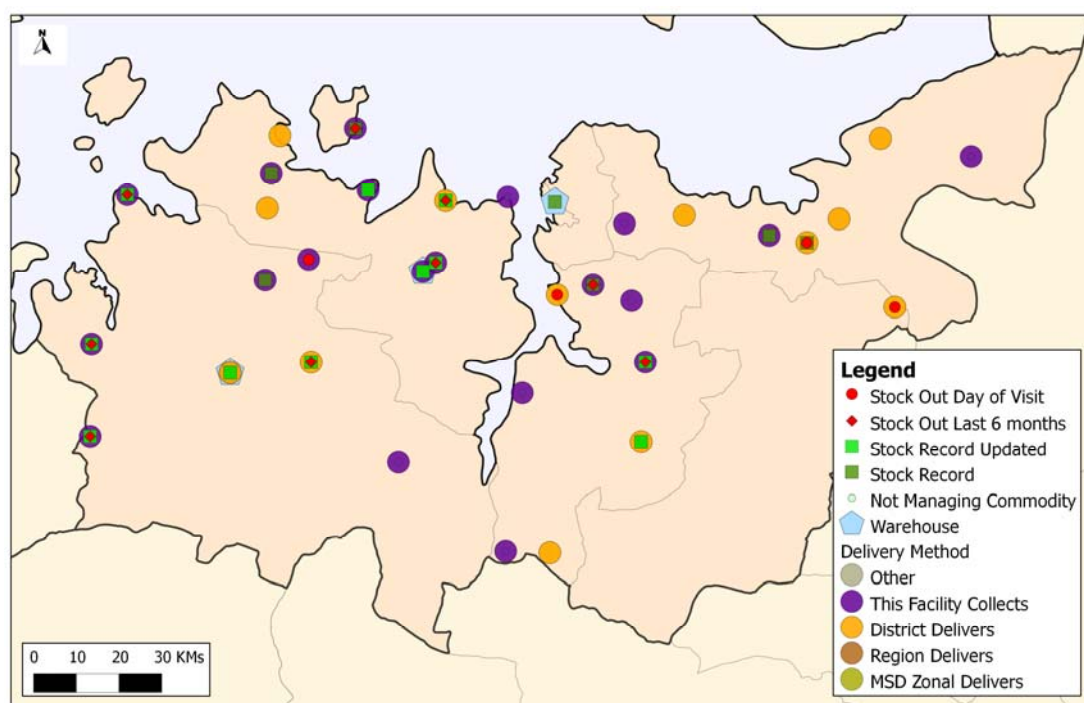 Legend
Stock Out Day of Visit
Stock Out Last 6 months
Stock Record Updated
Stock Record
Not Managing Commodity
Warehouse
Delivery Method
Other
This Facility Collects
District Delivers
Region Delivers
MSD Zonal Delivers
0 10 20 30 KMs